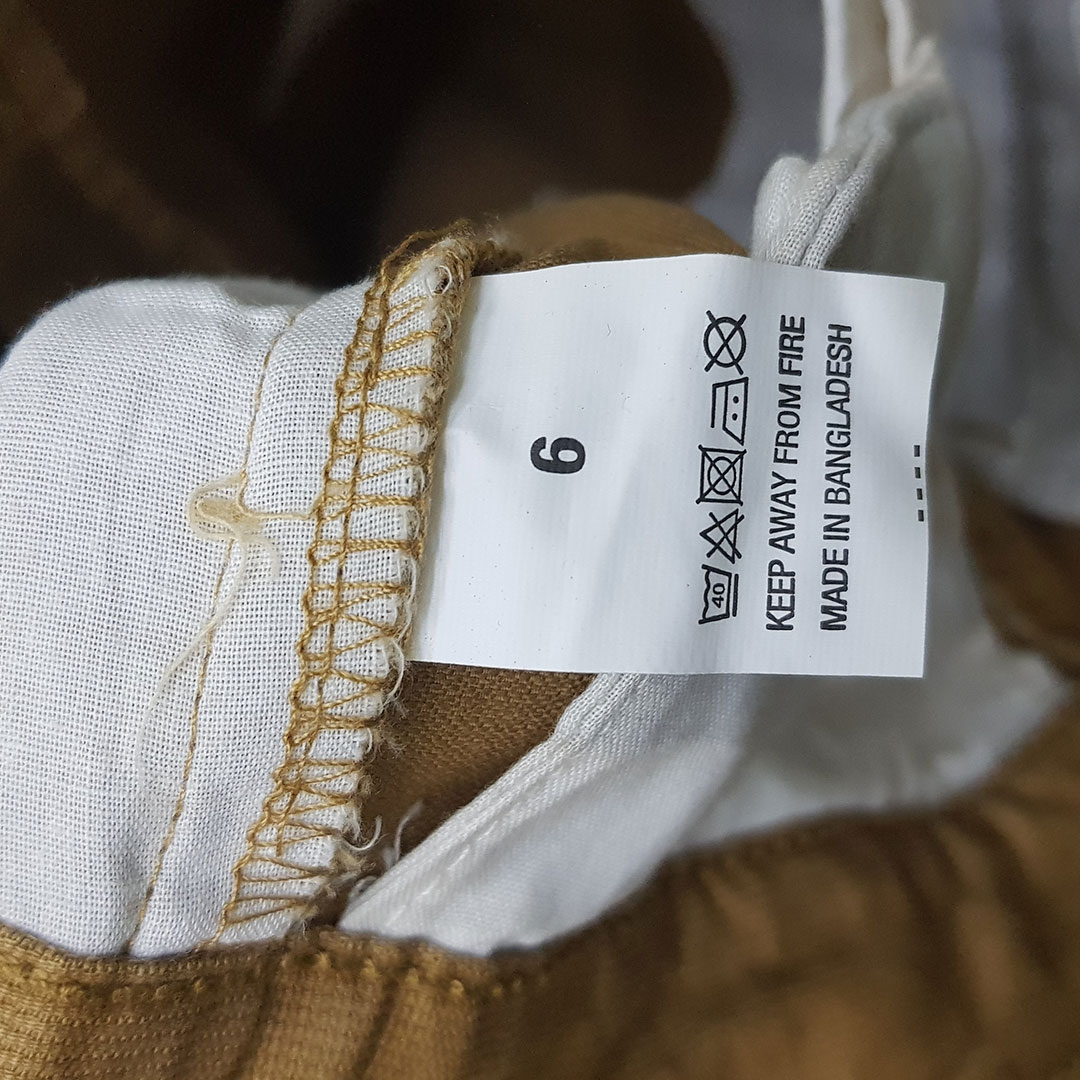 6
40
KEEP AWAY FROM FIRE
MADE IN BANGLADESH